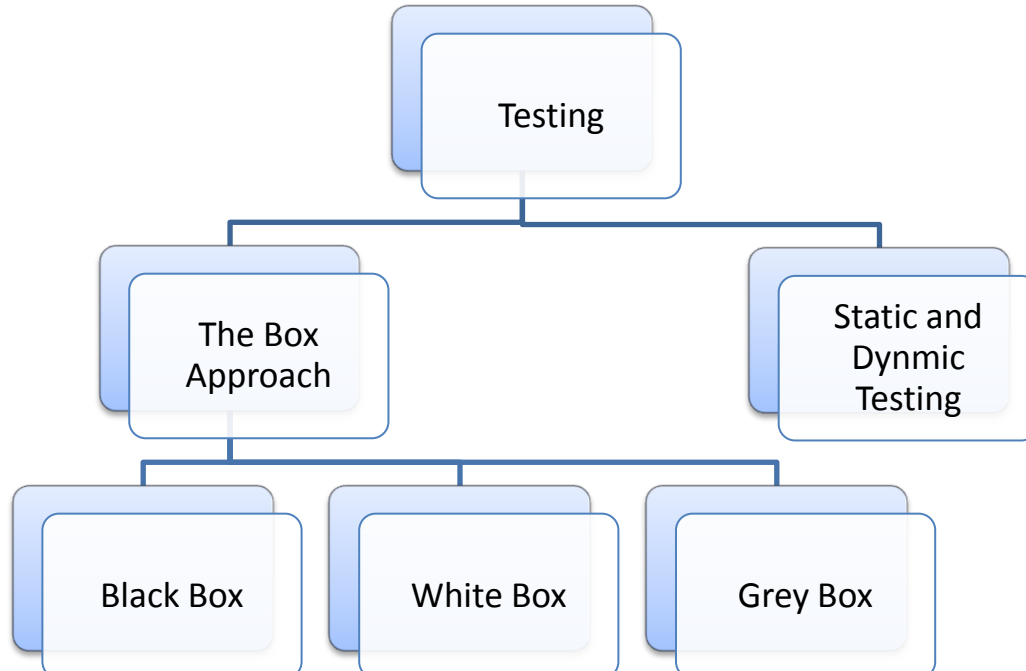 Testing
The Box
Approach
Static and
Dynmic
Testing
Black Box
White Box
Grey Box